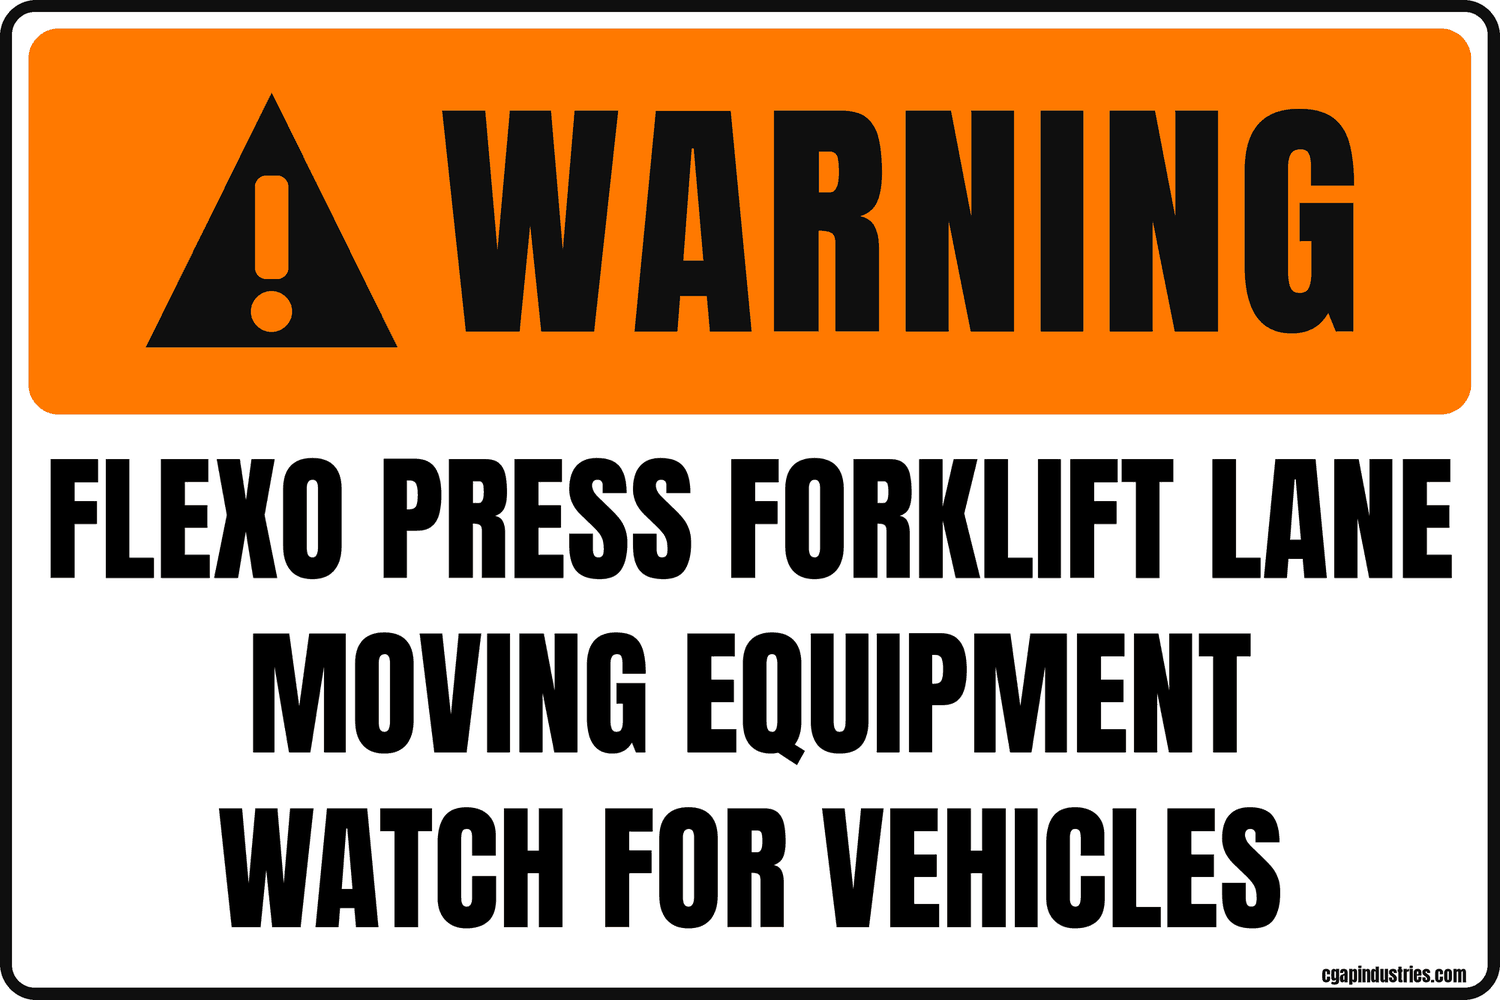 WARNING
FLEXO PRESS FORKLIFT LANE
MOVING EQUIPMENT
WATCH FOR VEHICLES
cgapindustries.com